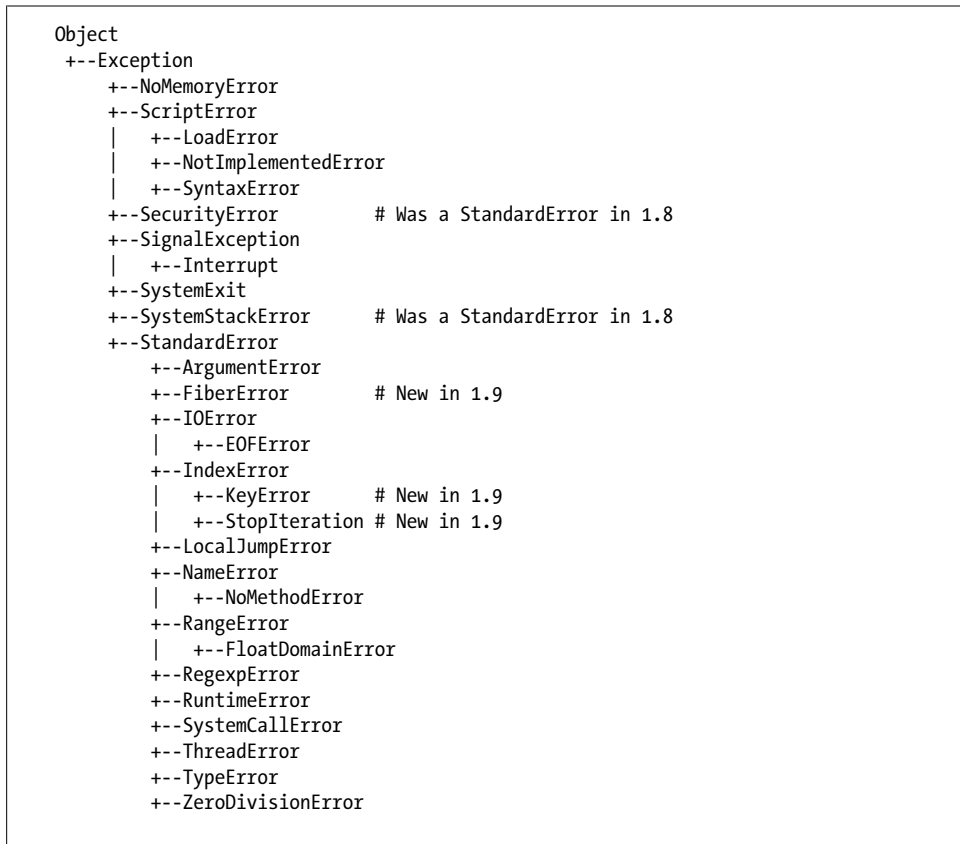 Object
 +--Exception
     +--NoMemoryError
     +--ScriptError
     |   +--LoadError
     |   +--NotImplementedError
     |   +--SyntaxError
     +--SecurityError         # Was a StandardError in 1.8
     +--SignalException
     |   +--Interrupt
     +--SystemExit
     +--SystemStackError      # Was a StandardError in 1.8
     +--StandardError
         +--ArgumentError
         +--FiberError        # New in 1.9
         +--IOError
         |   +--EOFError
         +--IndexError
         |   +--KeyError      # New in 1.9
         |   +--StopIteration # New in 1.9
         +--LocalJumpError
         +--NameError
         |   +--NoMethodError
         +--RangeError
         |   +--FloatDomainError
         +--RegexpError
         +--RuntimeError
         +--SystemCallError
         +--ThreadError
         +--TypeError
         +--ZeroDivisionError